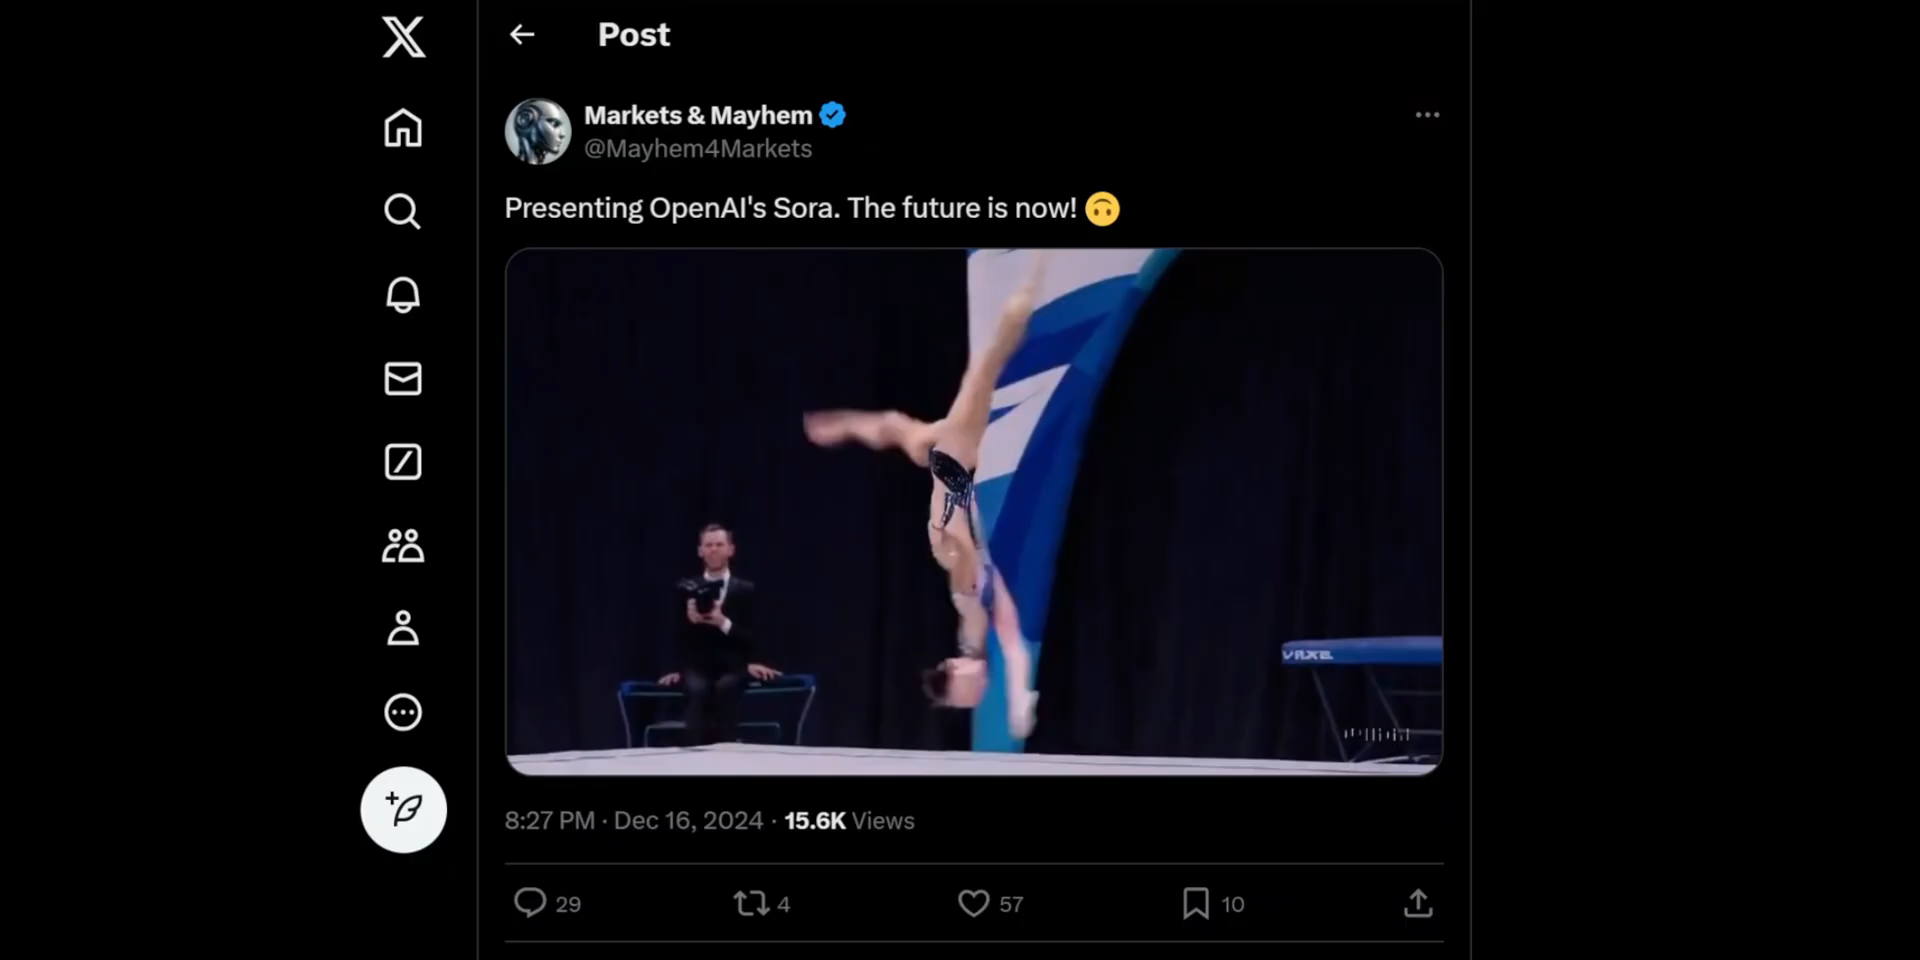 Post
Markets & Mayhem
@Mayhem4Markets
Presenting OpenAI's Sora. The future is now! 🙃
8:27 PM · Dec 16, 2024 · 15.6K Views
29 4 57 10